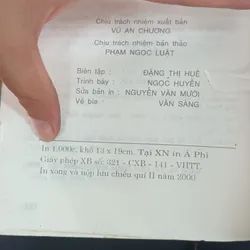 Chịu trách nhiệm xuất bản
VŨ AN CHƯƠNG
Chịu trách nhiệm bản thảo
PHẠM NGỌC LUẬT
Biên tập : ĐẶNG THỊ HUỆ
Trình bày : NGỌC HUYỀN
Sửa bản in : NGUYỄN VĂN MƯỜI
Vẽ bìa : VĂN SÁNG
In 1.000c, khổ 13 x 19cm. Tại XN in Á Phi
Giấy phép XB số: 321 - CXB - 141 - VHTT.
In xong và nộp lưu chiểu quí II năm 2000